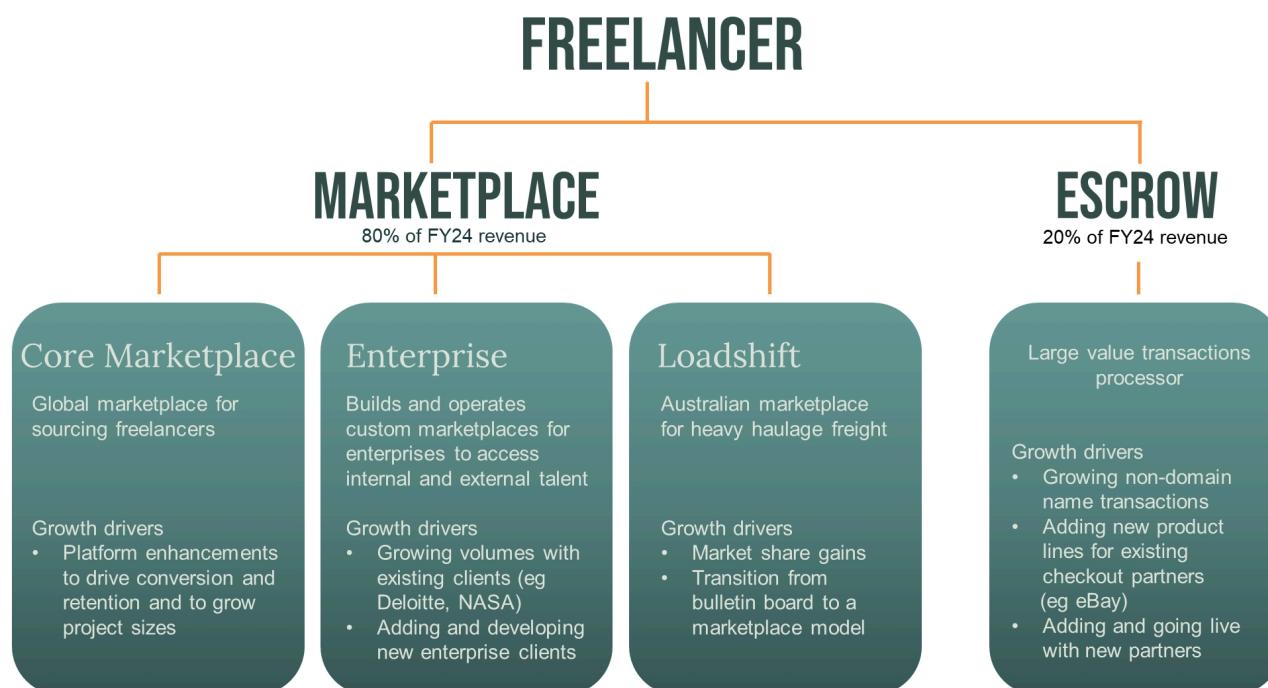 FREELANCER
MARKETPLACE
80% of FY24 revenue
ESCROW
20% of FY24 revenue
Core Marketplace
Global marketplace for
sourcing freelancers
Growth drivers
• Platform enhancements
to drive conversion and
retention and to grow
project sizes
Enterprise
Builds and operates
custom marketplaces for
enterprises to access
internal and external talent
Growth drivers
• Growing volumes with
existing clients (eg
Deloitte, NASA)
• Adding and developing
new enterprise clients
Loadshift
Australian marketplace
for heavy haulage freight
Growth drivers
• Market share gains
• Transition from
bulletin board to a
marketplace model
Large value transactions
processor
Growth drivers
• Growing non-domain
name transactions
• Adding new product
lines for existing
checkout partners
(eg eBay)
• Adding and going live
with new partners